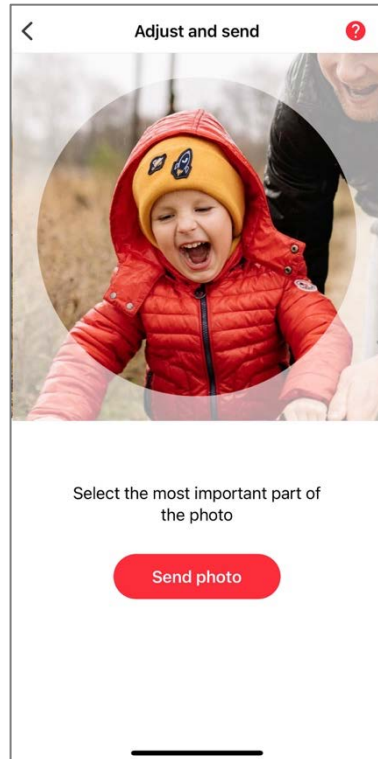 Adjust and send
?
Select the most important part of
the photo
Send photo